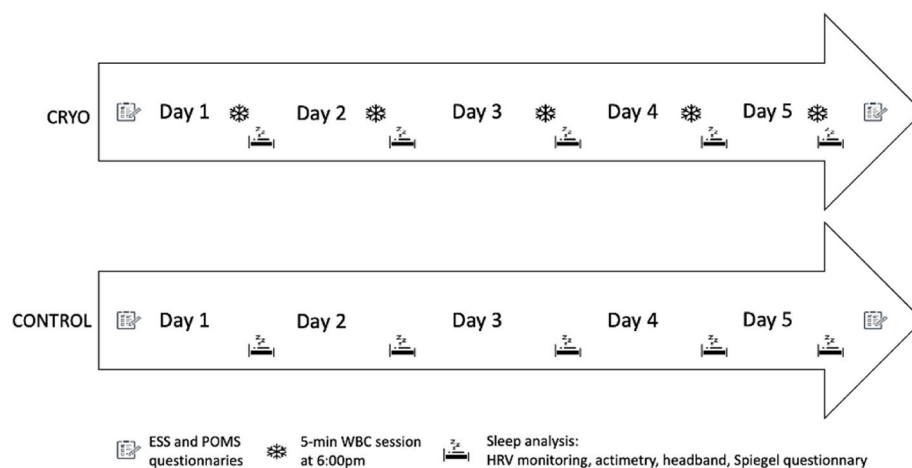 CRYO
Day 1
Day 2
Day 3
Day 4
Day 5
CONTROL
Day 1
Day 2
Day 3
Day 4
Day 5
ESS and POMS
questionnaries
5-min WBC session
at 6:00pm
Sleep analysis:
HRV monitoring, actimetry, headband, Spiegel questionnary